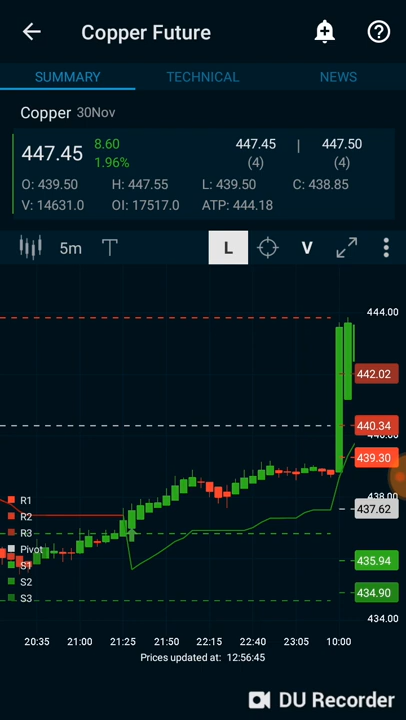 Copper Future
SUMMARY TECHNICAL NEWS
Copper 30Nov
447.45 8.60 1.96% 447.45 (4) | 447.50 (4)
O: 439.50 H: 447.55 L: 439.50 C: 438.85
V: 14631.0 OI: 17517.0 ATP: 444.18
5m T L V
444.00
442.02
440.34
439.30
438.00
437.62
435.94
434.90
434.00
R1
R2
R3
Pivot
S1
S2
S3
20:35 21:00 21:25 21:50 22:15 22:40 23:05 10:00
Prices updated at: 12:56:45
DU Recorder